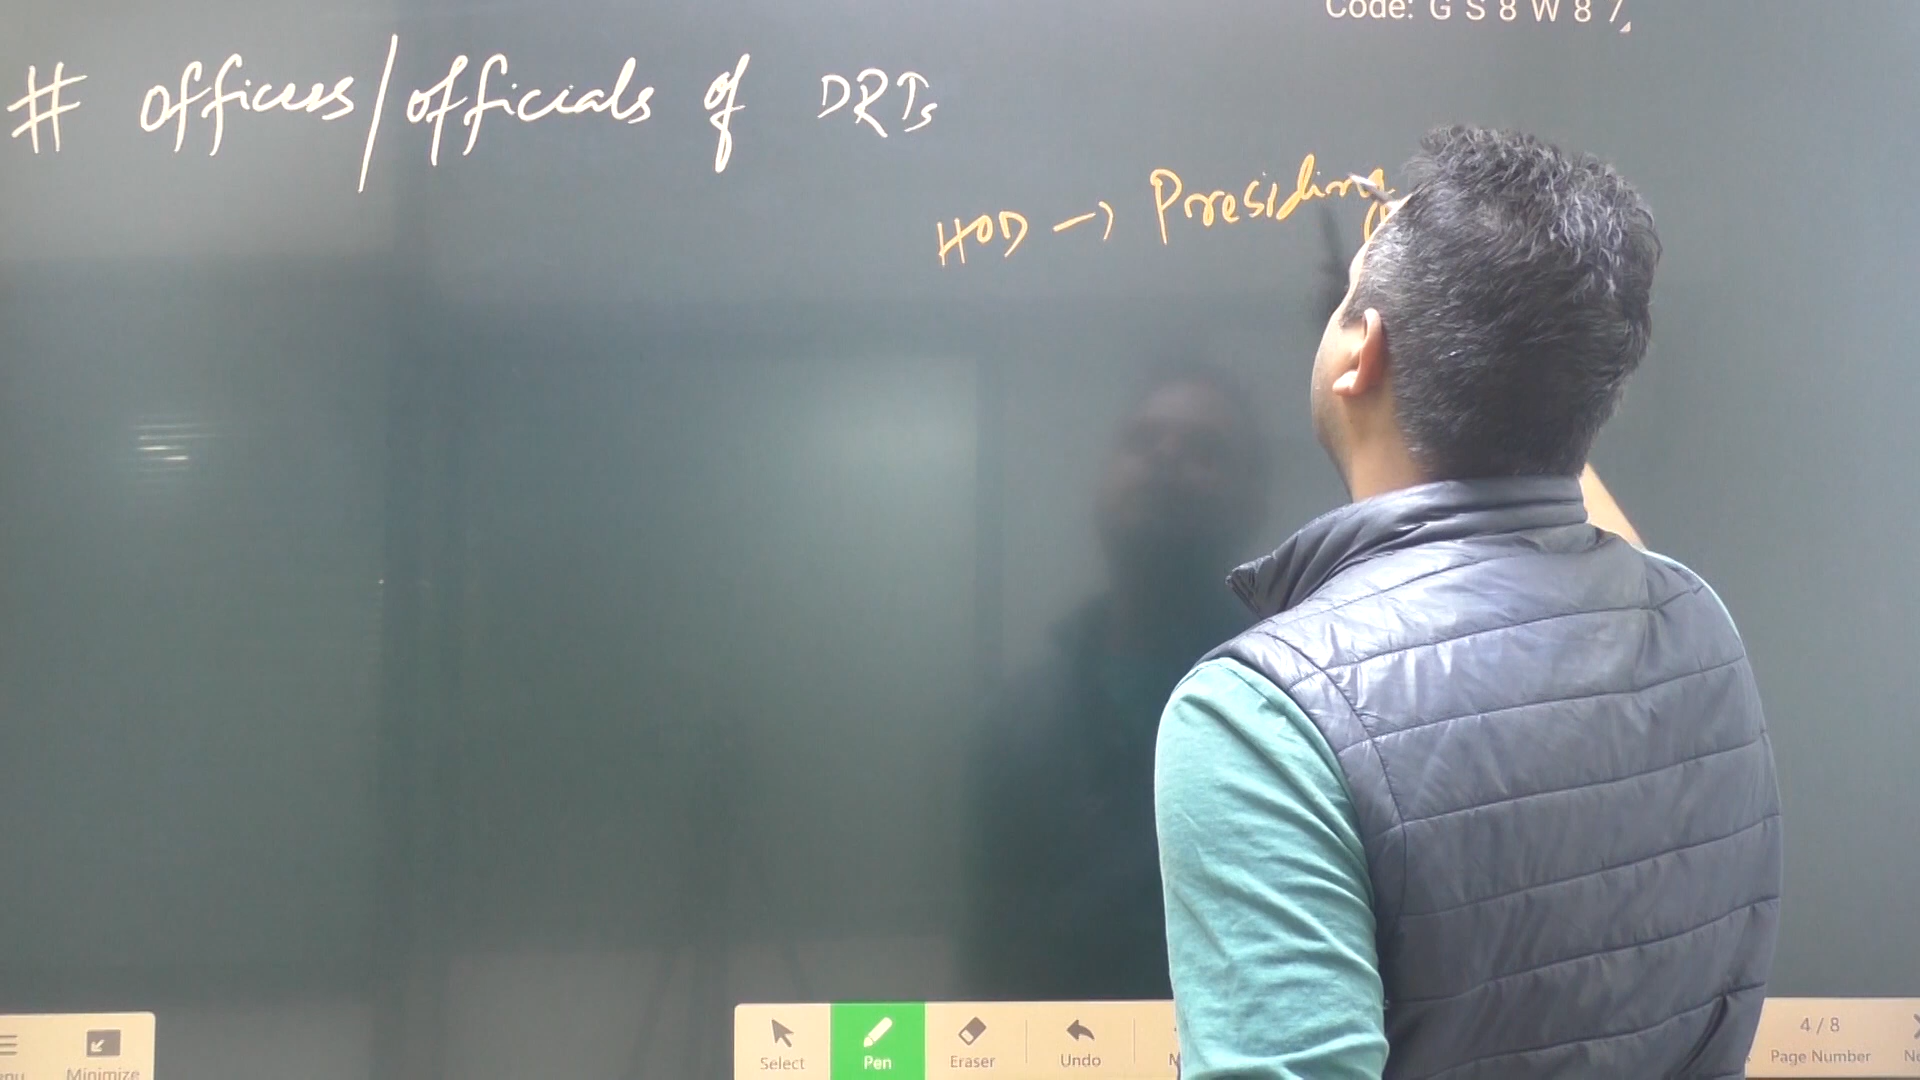 Code: G S 8 W 8 7
# officers/officials of DRTs
HOD → Presiding
Minimize
Select
Pen
Eraser
Undo
4 / 8
Page Number